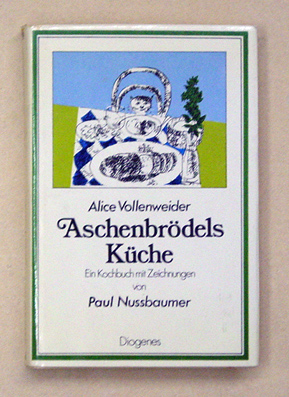 Alice Vollenweider
Aschenbrödels
Küche
Ein Kochbuch mit Zeichnungen
von
Paul Nussbaumer
Diogenes